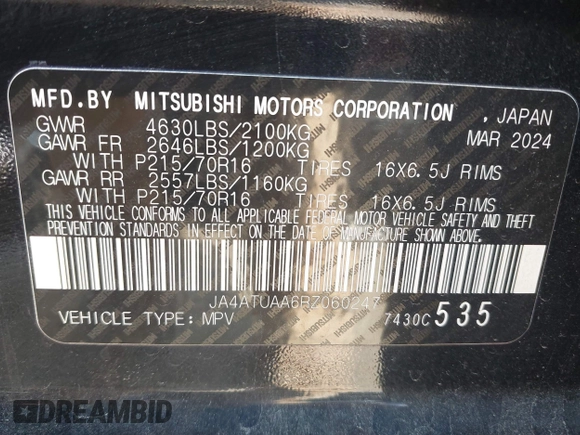 MFD.BY MITSUBISHI MOTORS CORPORATION , JAPAN
GVWR 4630LBS/2100KG MAR 2024
GAWR FR 2646LBS/1200KG
WITH P215/70R16 TIRES 16X6.5J RIMS
GAWR RR 2557LBS/1160KG
WITH P215/70R16 TIRES 16X6.5J RIMS
THIS VEHICLE CONFORMS TO ALL APPLICABLE FEDERAL MOTOR VEHICLE SAFETY AND THEFT
PREVENTION STANDARDS IN EFFECT ON THE DATE OF MANUFACTURE SHOWN ABOVE.
JA4ATUAA6RZ060247
VEHICLE TYPE: MPV 7430C 535
DREAMBID